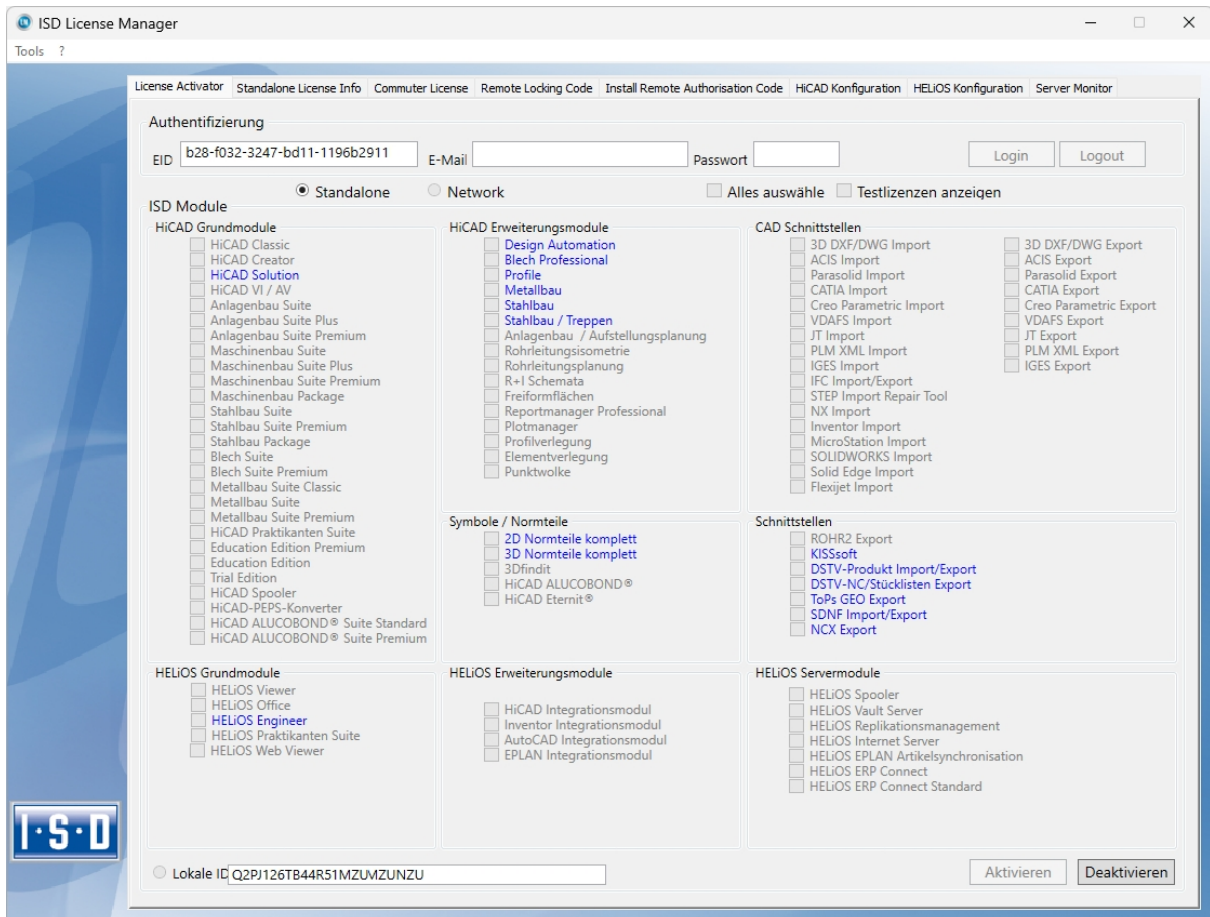 ISD License Manager
Tools ?
License Activator Standalone License Info Commuter License Remote Locking Code Install Remote Authorisation Code HiCAD Konfiguration HELiOS Konfiguration Server Monitor
Authentifizierung
EID b28-f032-3247-bd11-1196b2911 E-Mail Passwort Login Logout
Standalone Network Alles auswähle Testlizenzen anzeigen
ISD Module
HiCAD Grundmodule
HiCAD Classic
HiCAD Creator
HiCAD Solution
HiCAD VI / AV
Anlagenbau Suite
Anlagenbau Suite Plus
Anlagenbau Suite Premium
Maschinenbau Suite
Maschinenbau Suite Plus
Maschinenbau Suite Premium
Maschinenbau Package
Stahlbau Suite
Stahlbau Suite Premium
Stahlbau Package
Blech Suite
Blech Suite Premium
Metallbau Suite Classic
Metallbau Suite
Metallbau Suite Premium
HiCAD Praktikanten Suite
Education Edition Premium
Education Edition
Trial Edition
HiCAD Spooler
HiCAD-PEPS-Konverter
HiCAD ALUCOBOND® Suite Standard
HiCAD ALUCOBOND® Suite Premium
HiCAD Erweiterungsmodule
Design Automation
Blech Professional
Profile
Metallbau
Stahlbau
Stahlbau / Treppen
Anlagenbau / Aufstellungsplanung
Rohrleitungsisometrie
Rohrleitungsplanung
R+I Schemata
Freiformflächen
Reportmanager Professional
Plotmanager
Profilverlegung
Elementverlegung
Punktwolke
CAD Schnittstellen
3D DXF/DWG Import
ACIS Import
Parasolid Import
CATIA Import
Creo Parametric Import
VDAFS Import
JT Import
PLM XML Import
IGES Import
IFC Import/Export
STEP Import Repair Tool
NX Import
Inventor Import
MicroStation Import
SOLIDWORKS Import
Solid Edge Import
Flexijet Import
3D DXF/DWG Export
ACIS Export
Parasolid Export
CATIA Export
Creo Parametric Export
VDAFS Export
JT Export
PLM XML Export
IGES Export
Symbole / Normteile
2D Normteile komplett
3D Normteile komplett
3Dfindit
HiCAD ALUCOBOND®
HiCAD Eternit®
Schnittstellen
ROHR2 Export
KISSsoft
DSTV-Produkt Import/Export
DSTV-NC/Stücklisten Export
ToPs GEO Export
SDNF Import/Export
NCX Export
HELiOS Grundmodule
HELiOS Viewer
HELiOS Office
HELiOS Engineer
HELiOS Praktikanten Suite
HELiOS Web Viewer
HELiOS Erweiterungsmodule
HiCAD Integrationsmodul
Inventor Integrationsmodul
AutoCAD Integrationsmodul
EPLAN Integrationsmodul
HELiOS Servermodule
HELiOS Spooler
HELiOS Vault Server
HELiOS Replikationsmanagement
HELiOS Internet Server
HELiOS EPLAN Artikelsynchronisation
HELiOS ERP Connect
HELiOS ERP Connect Standard
I·S·D
Lokale ID Q2PJ126TB44R51MZUMZUNZU Aktivieren Deaktivieren